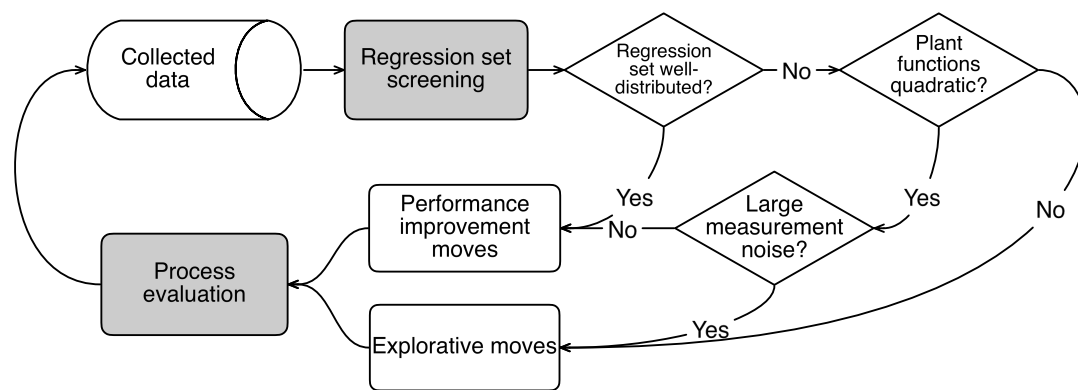 Collected
data
Regression set
screening
Regression
set well-
distributed?
No
Plant
functions
quadratic?
Yes
Yes
No
Performance
improvement
moves
No
Large
measurement
noise?
Process
evaluation
Explorative moves
Yes